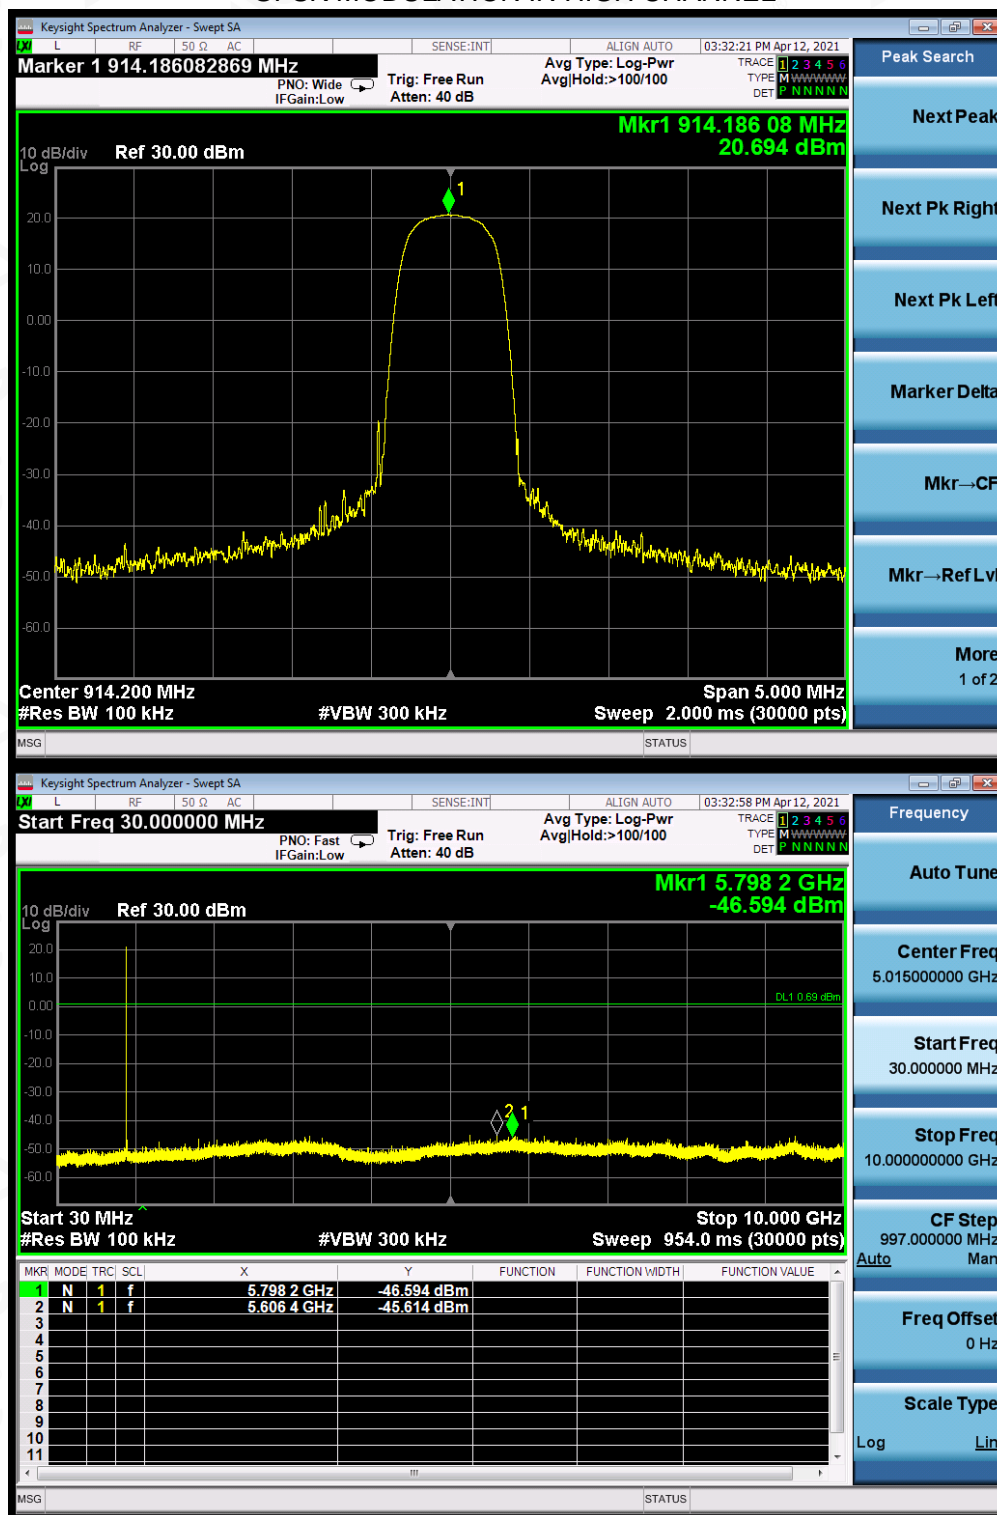 Keysight Spectrum Analyzer - Swept SA
LXI L RF 50 Ω AC SENSE:INT ALIGN AUTO 03:32:21 PM Apr 12, 2021
Marker 1 914.186082869 MHz
PNO: Wide
IFGain:Low
Trig: Free Run
Atten: 40 dB
Avg Type: Log-Pwr
Avg|Hold:>100/100
TRACE 1 2 3 4 5 6
TYPE M WWWWW
DET P N N N N N
Mkr1 914.186 08 MHz
20.694 dBm
10 dB/div Ref 30.00 dBm
Log
1
20.0
10.0
0.00
-10.0
-20.0
-30.0
-40.0
-50.0
-60.0
Center 914.200 MHz Span 5.000 MHz
#Res BW 100 kHz #VBW 300 kHz Sweep 2.000 ms (30000 pts)
MSG STATUS
Peak Search
Next Peak
Next Pk Right
Next Pk Left
Marker Delta
Mkr→CF
Mkr→Ref Lvl
More
1 of 2
Keysight Spectrum Analyzer - Swept SA
LXI L RF 50 Ω AC SENSE:INT ALIGN AUTO 03:32:58 PM Apr 12, 2021
Start Freq 30.000000 MHz
PNO: Fast
IFGain:Low
Trig: Free Run
Atten: 40 dB
Avg Type: Log-Pwr
Avg|Hold:>100/100
TRACE 1 2 3 4 5 6
TYPE M WWWWW
DET P N N N N N
Mkr1 5.798 2 GHz
-46.594 dBm
10 dB/div Ref 30.00 dBm
Log
20.0
10.0
0.00
DL1 0.69 dBm
-10.0
-20.0
-30.0
-40.0
2 1
-50.0
-60.0
Start 30 MHz Stop 10.000 GHz
#Res BW 100 kHz #VBW 300 kHz Sweep 954.0 ms (30000 pts)
MKR MODE TRC SCL X Y FUNCTION FUNCTION WIDTH FUNCTION VALUE
1 N 1 f 5.798 2 GHz -46.594 dBm
2 N 1 f 5.606 4 GHz -45.614 dBm
3
4
5
6
7
8
9
10
11
MSG STATUS
Frequency
Auto Tune
Center Freq
5.015000000 GHz
Start Freq
30.000000 MHz
Stop Freq
10.000000000 GHz
CF Step
997.000000 MHz
Auto Man
Freq Offset
0 Hz
Scale Type
Log Lin